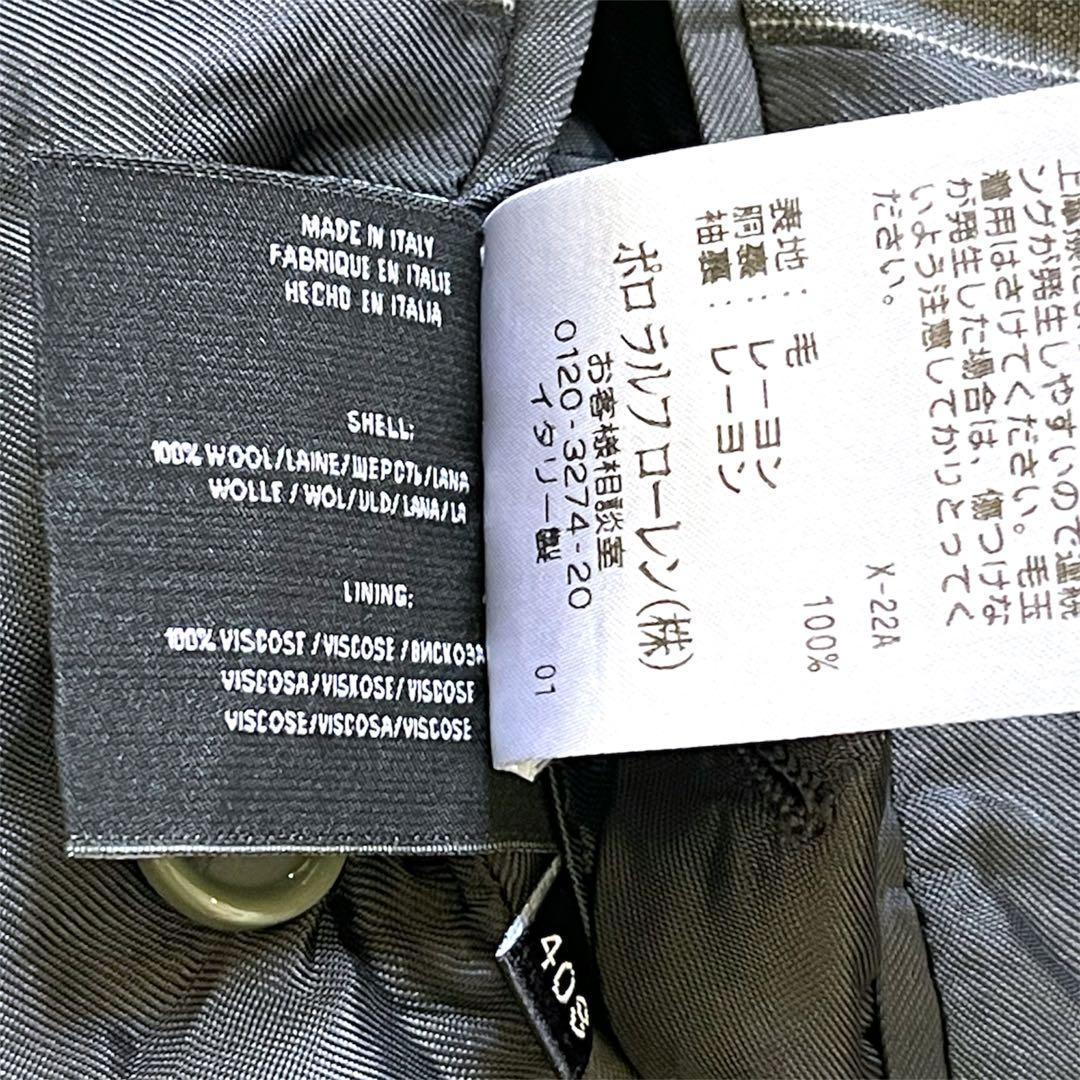 MADE IN ITALY
FABRIQUE EN ITALIE
HECHO EN ITALIA
SHELL:
100% WOOL/LAINE/ШЕРСТЬ/LANA
WOLLE/WOL/ULD/LANA/LA
LINING:
100% VISCOST/VISCOSE/ВИСКОЗА
VISCOSA/VISKOSE/VISCOSE
VISCOSE/VISCOSA/VISCOSE
ングが発生しやすいので連続
着用はさけてください。毛玉
が発生した場合は、傷つけな
いよう注意してかりとってく
ださい。
X-22A
表地: 毛 100%
胴裏: レーヨン
袖裏: レーヨン
ポロ ラルフ ローレン(株)
お客様相談室
0120-3274-20
イタリー製 01
40S